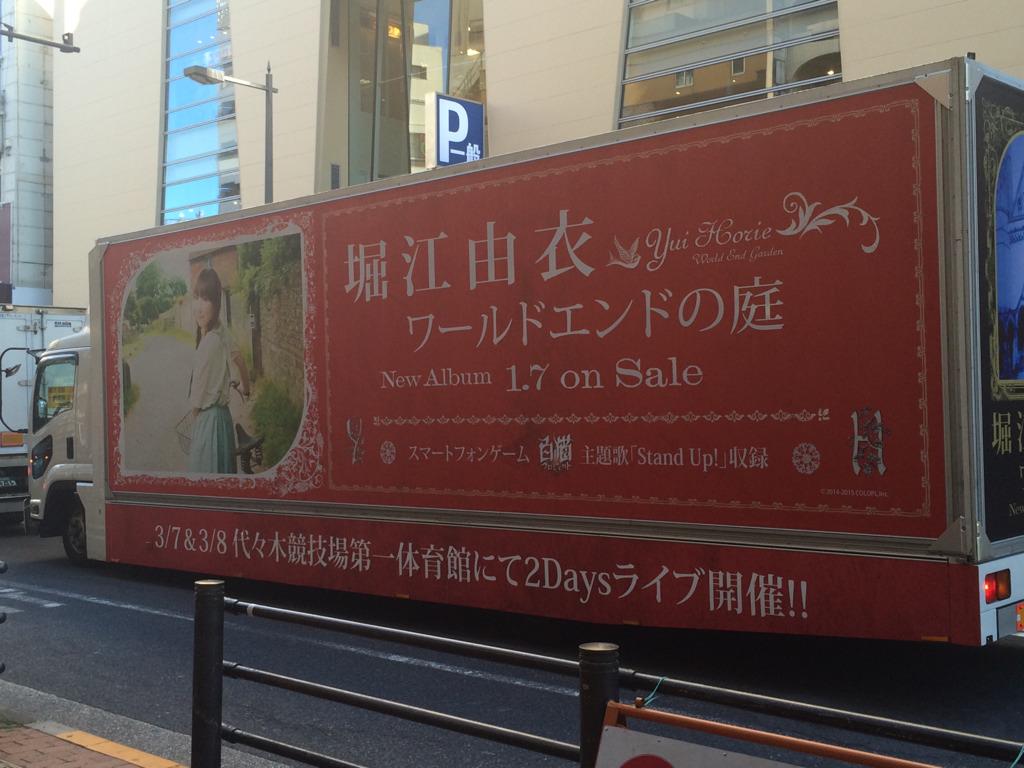 P
一般
堀江由衣
Yui Horie
World End Garden
ワールドエンドの庭
New Album 1.7 on Sale
スマートフォンゲーム 白猫 主題歌「Stand Up!」収録
© 2014-2015 COLOPL, Inc.
3/7&3/8 代々木競技場第一体育館にて2Daysライブ開催!!
堀